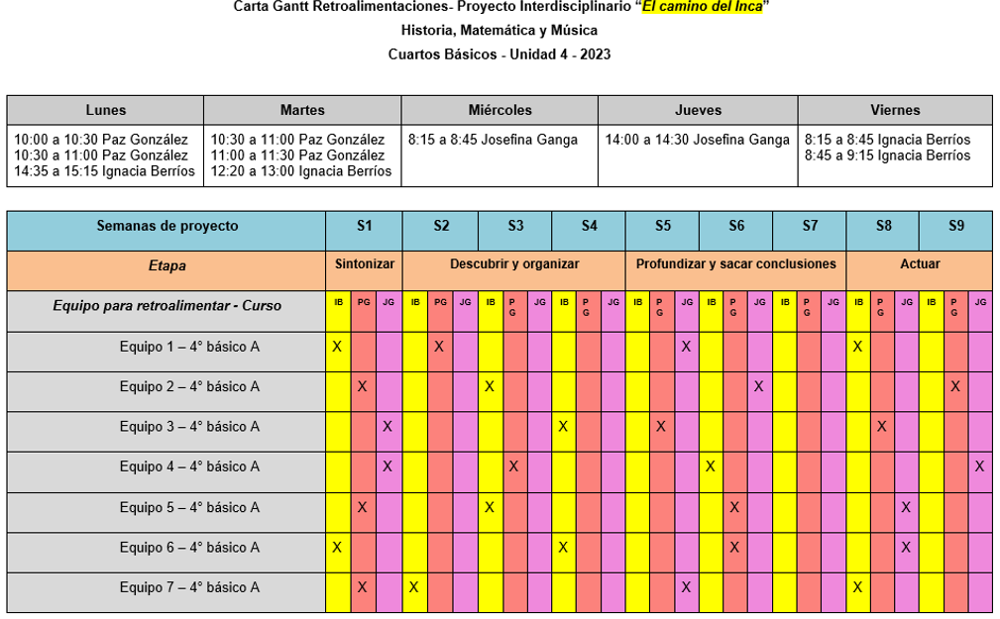 Carta Gantt Retroalimentaciones- Proyecto Interdisciplinario “El camino del Inca”
Historia, Matemática y Música
Cuartos Básicos - Unidad 4 - 2023
Lunes Martes Miércoles Jueves Viernes
10:00 a 10:30 Paz González 10:30 a 11:00 Paz González 8:15 a 8:45 Josefina Ganga 14:00 a 14:30 Josefina Ganga 8:15 a 8:45 Ignacia Berríos
10:30 a 11:00 Paz González 11:00 a 11:30 Paz González 8:45 a 9:15 Ignacia Berríos
14:35 a 15:15 Ignacia Berríos 12:20 a 13:00 Ignacia Berríos
Semanas de proyecto S1 S2 S3 S4 S5 S6 S7 S8 S9
Etapa Sintonizar Descubrir y organizar Profundizar y sacar conclusiones Actuar
Equipo para retroalimentar - Curso IB PG JG IB PG JG IB PG JG IB PG JG IB PG JG IB PG JG IB PG JG IB PG JG IB PG JG
Equipo 1 – 4° básico A X X X X
Equipo 2 – 4° básico A X X X X
Equipo 3 – 4° básico A X X X X
Equipo 4 – 4° básico A X X X X
Equipo 5 – 4° básico A X X X X
Equipo 6 – 4° básico A X X X X
Equipo 7 – 4° básico A X X X X